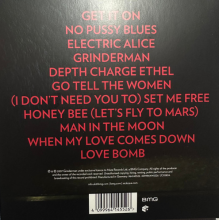 GET IT ON
NO PUSSY BLUES
ELECTRIC ALICE
GRINDERMAN
DEPTH CHARGE ETHEL
GO TELL THE WOMEN
(I DON'T NEED YOU TO) SET ME FREE
HONEY BEE (LET'S FLY TO MARS)
MAN IN THE MOON
WHEN MY LOVE COMES DOWN
LOVE BOMB
BMG